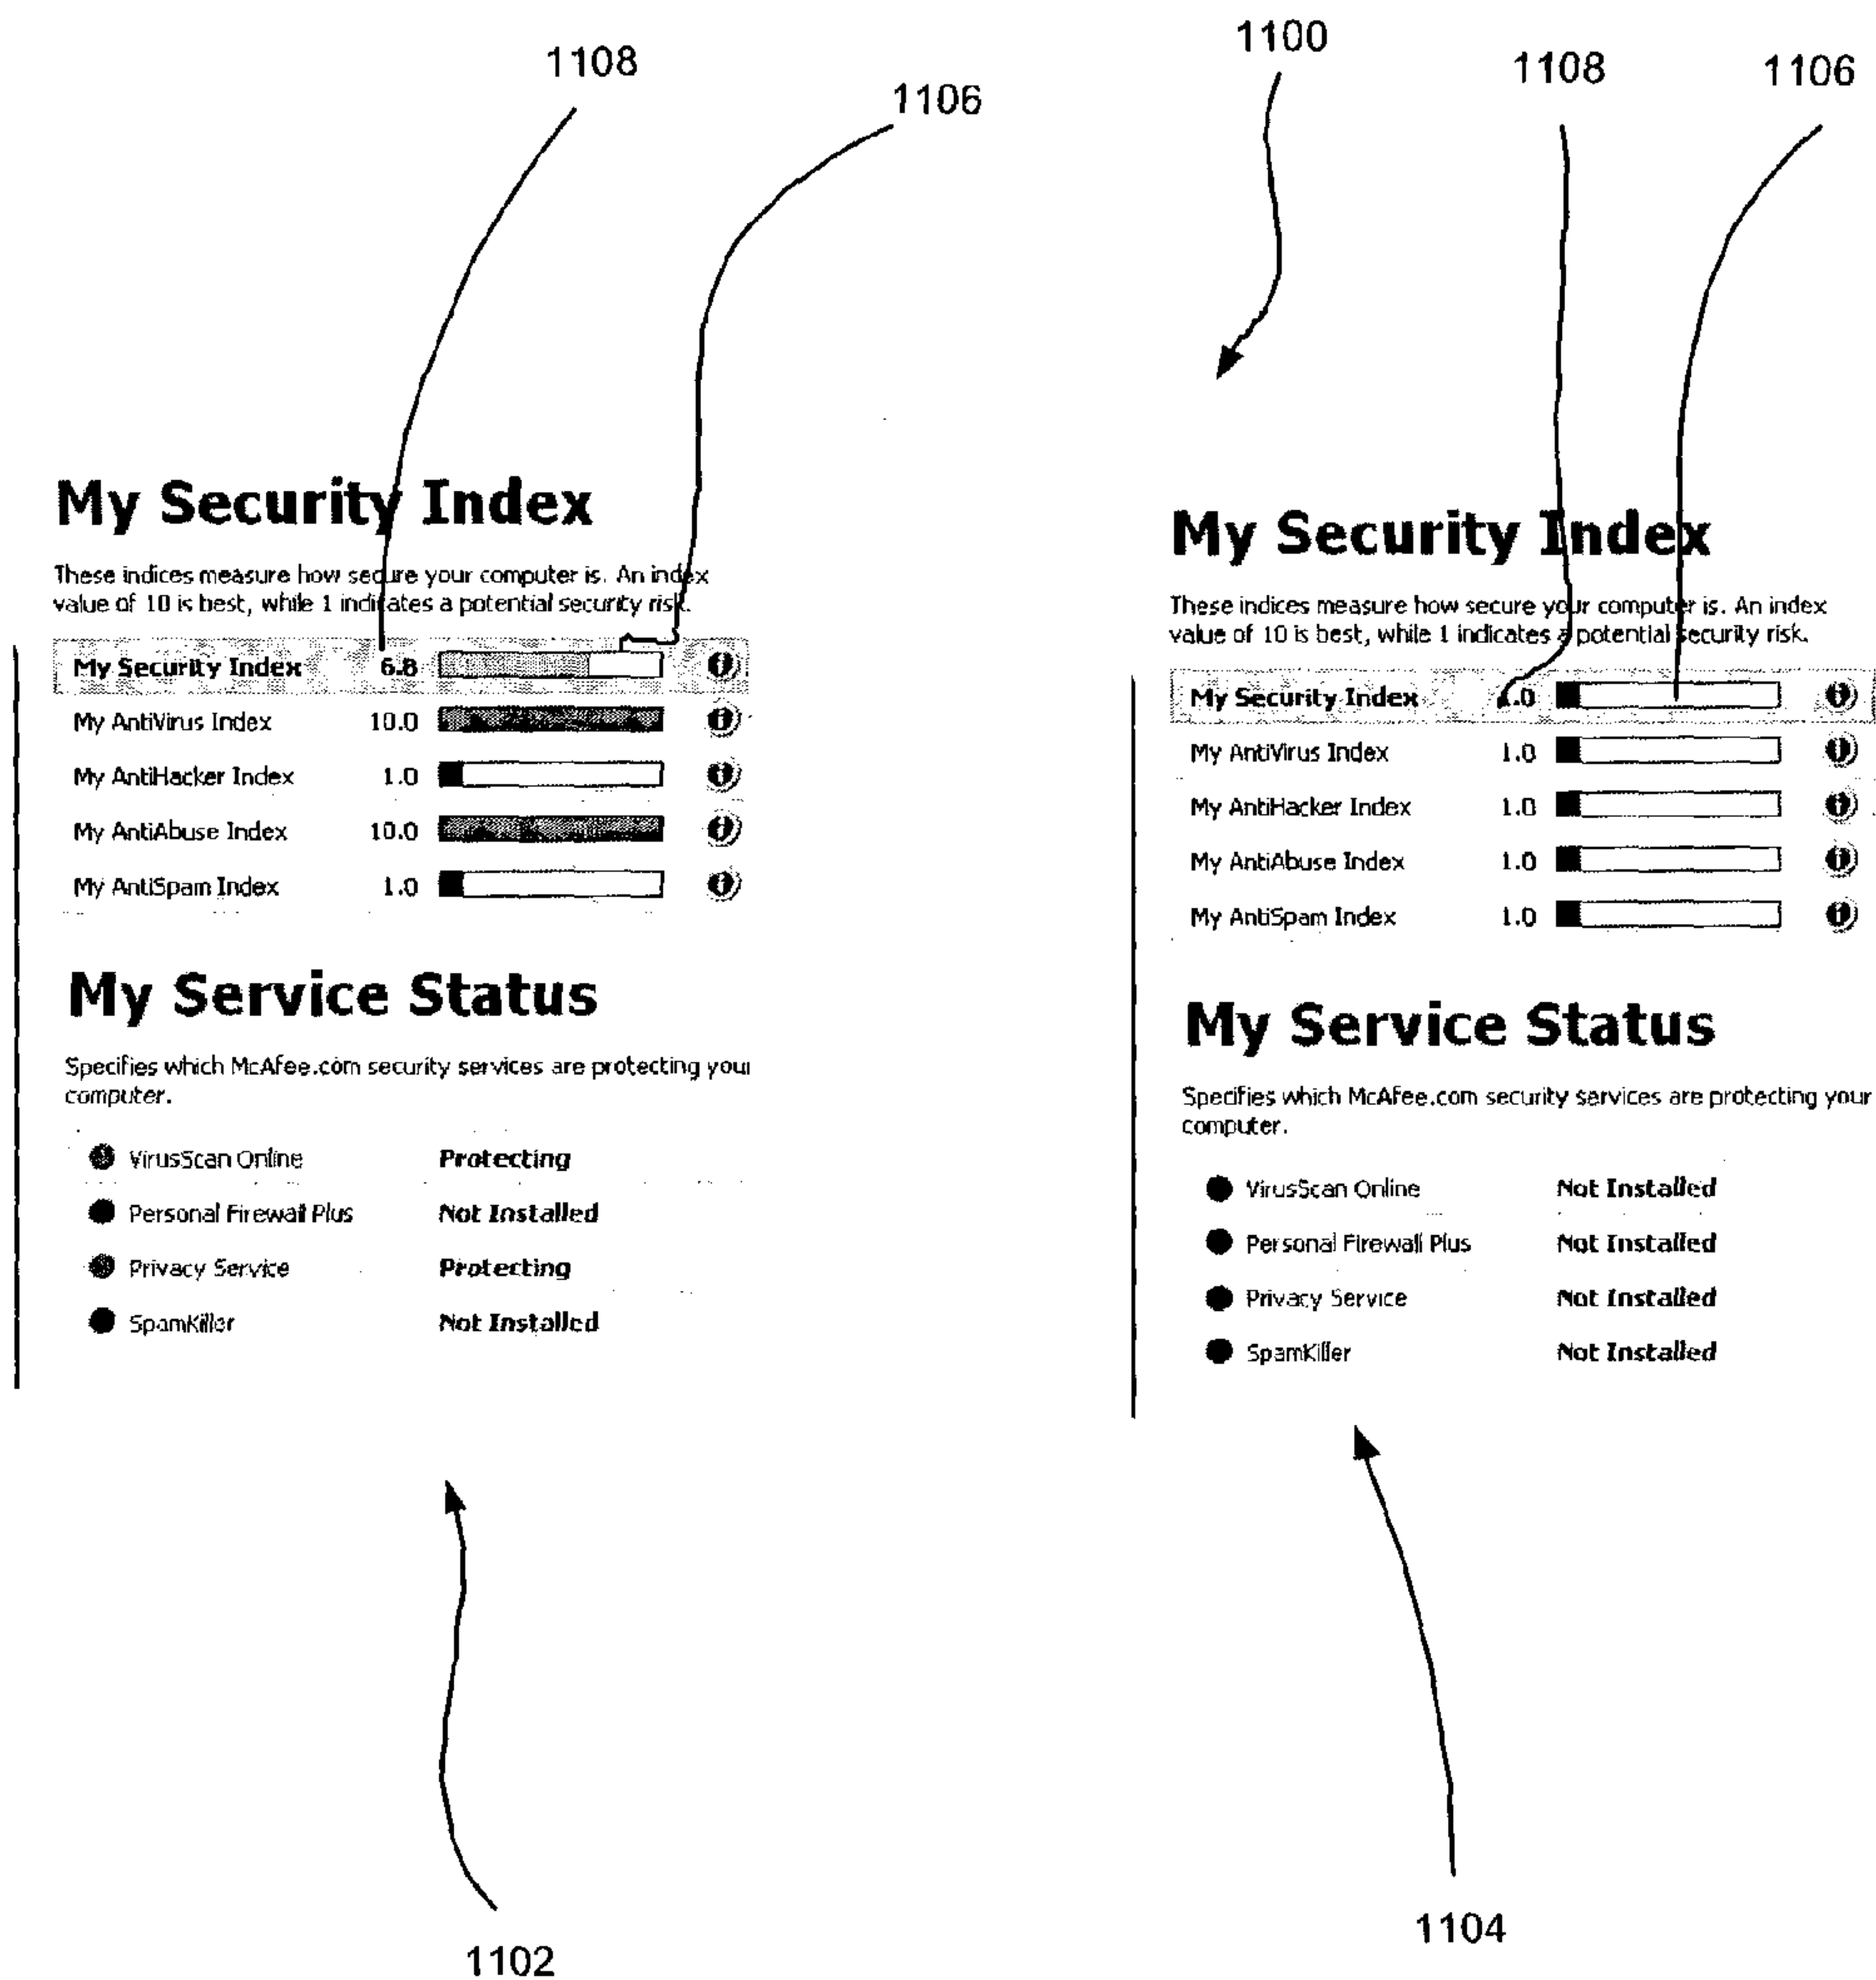 1108
1106
My Security Index
These indices measure how secure your computer is. An index
value of 10 is best, while 1 indicates a potential security risk.
My Security Index 6.8
My AntiVirus Index 10.0
My AntiHacker Index 1.0
My AntiAbuse Index 10.0
My AntiSpam Index 1.0
My Service Status
Specifies which McAfee.com security services are protecting your
computer.
VirusScan Online Protecting
Personal Firewall Plus Not Installed
Privacy Service Protecting
SpamKiller Not Installed
1102
1100
1108
1106
My Security Index
These indices measure how secure your computer is. An index
value of 10 is best, while 1 indicates a potential security risk.
My Security Index 1.0
My AntiVirus Index 1.0
My AntiHacker Index 1.0
My AntiAbuse Index 1.0
My AntiSpam Index 1.0
My Service Status
Specifies which McAfee.com security services are protecting your
computer.
VirusScan Online Not Installed
Personal Firewall Plus Not Installed
Privacy Service Not Installed
SpamKiller Not Installed
1104